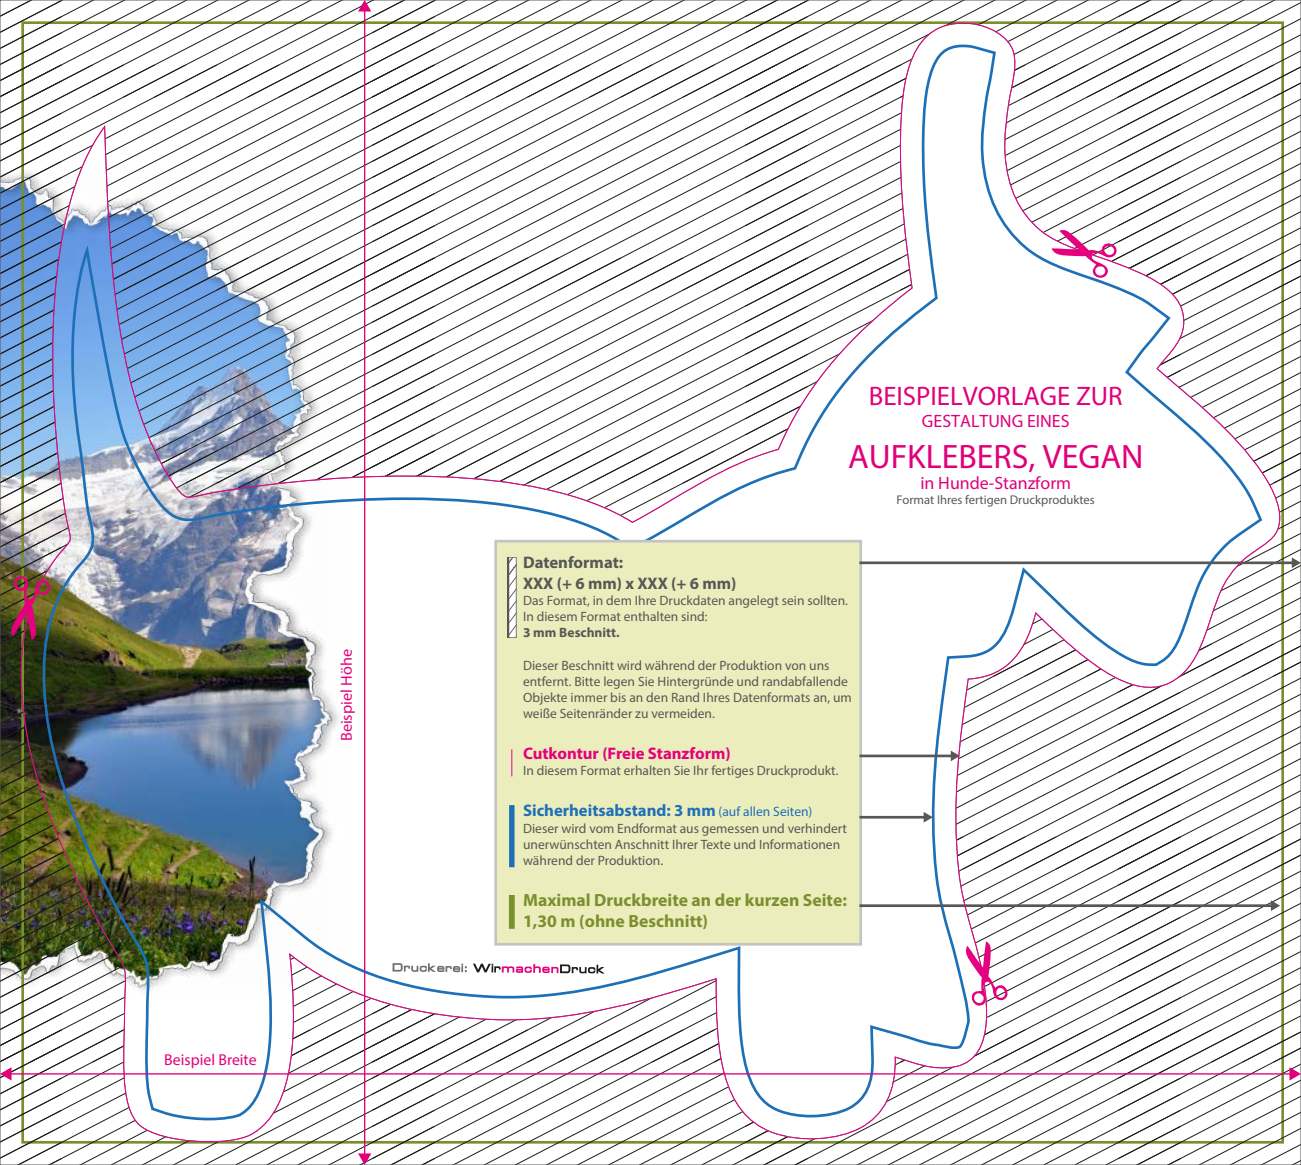 BEISPIELVORLAGE ZUR
GESTALTUNG EINES
AUFKLEBERS, VEGAN
in Hunde-Stanzform
Format Ihres fertigen Druckproduktes
Datenformat:
XXX (+ 6 mm) x XXX (+ 6 mm)
Das Format, in dem Ihre Druckdaten angelegt sein sollten.
In diesem Format enthalten sind:
3 mm Beschnitt.
Dieser Beschnitt wird während der Produktion von uns
entfernt. Bitte legen Sie Hintergründe und randabfallende
Objekte immer bis an den Rand Ihres Datenformats an, um
weiße Seitenränder zu vermeiden.
Cutkontur (Freie Stanzform)
In diesem Format erhalten Sie Ihr fertiges Druckprodukt.
Sicherheitsabstand: 3 mm (auf allen Seiten)
Dieser wird vom Endformat aus gemessen und verhindert
unerwünschten Anschnitt Ihrer Texte und Informationen
während der Produktion.
Maximal Druckbreite an der kurzen Seite:
1,30 m (ohne Beschnitt)
Beispiel Höhe
Druckerei: WirmachenDruck
Beispiel Breite